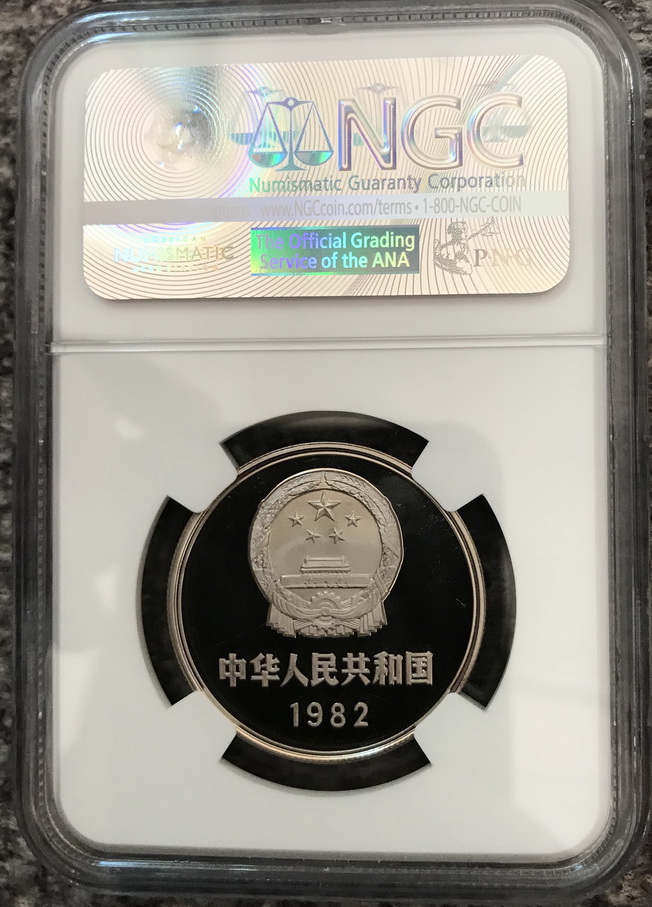 NGC
Numismatic Guaranty Corporation
www.NGCcoin.com/terms • 1-800-NGC-COIN
The Official Grading
Service of the ANA
NUMISMATIC
PNG
中华人民共和国
1982